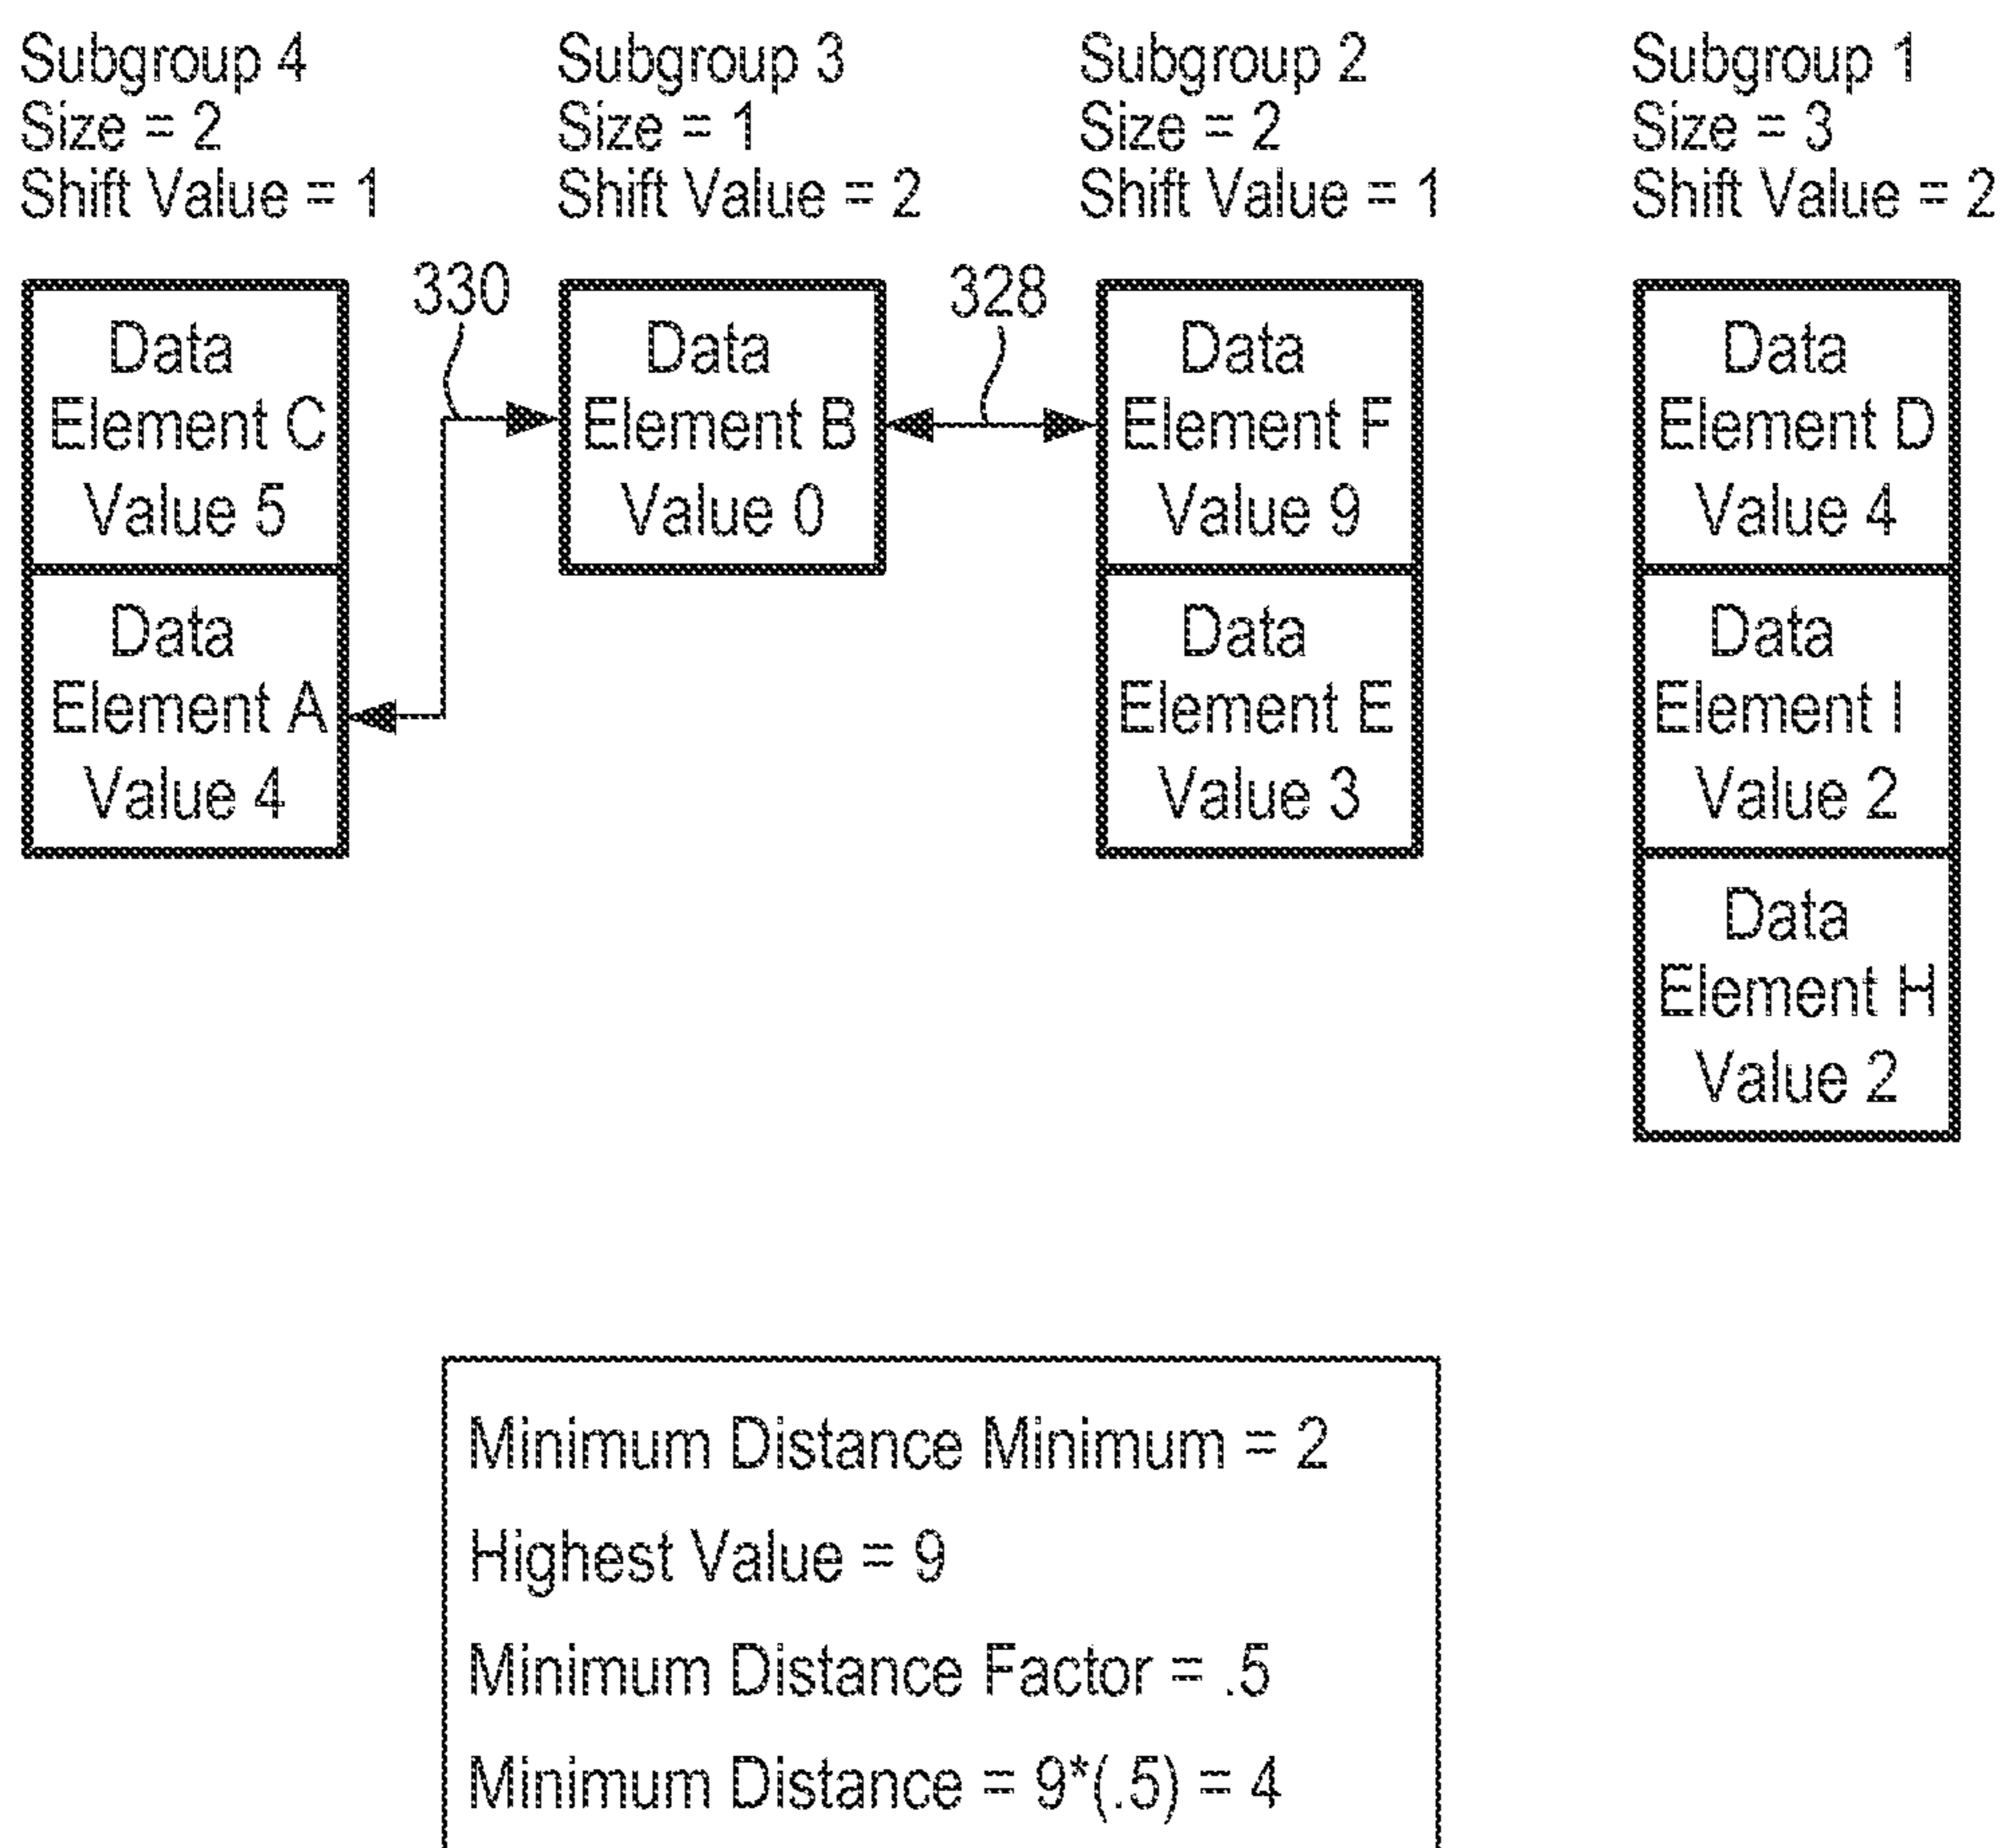 Subgroup 4
Size = 2
Shift Value = 1
Subgroup 3
Size = 1
Shift Value = 2
Subgroup 2
Size = 2
Shift Value = 1
Subgroup 1
Size = 3
Shift Value = 2
330
328
Data
Element C
Value 5
Data
Element A
Value 4
Data
Element B
Value 0
Data
Element F
Value 9
Data
Element E
Value 3
Data
Element D
Value 4
Data
Element I
Value 2
Data
Element H
Value 2
Minimum Distance Minimum = 2
Highest Value = 9
Minimum Distance Factor = .5
Minimum Distance = 9*(.5) = 4